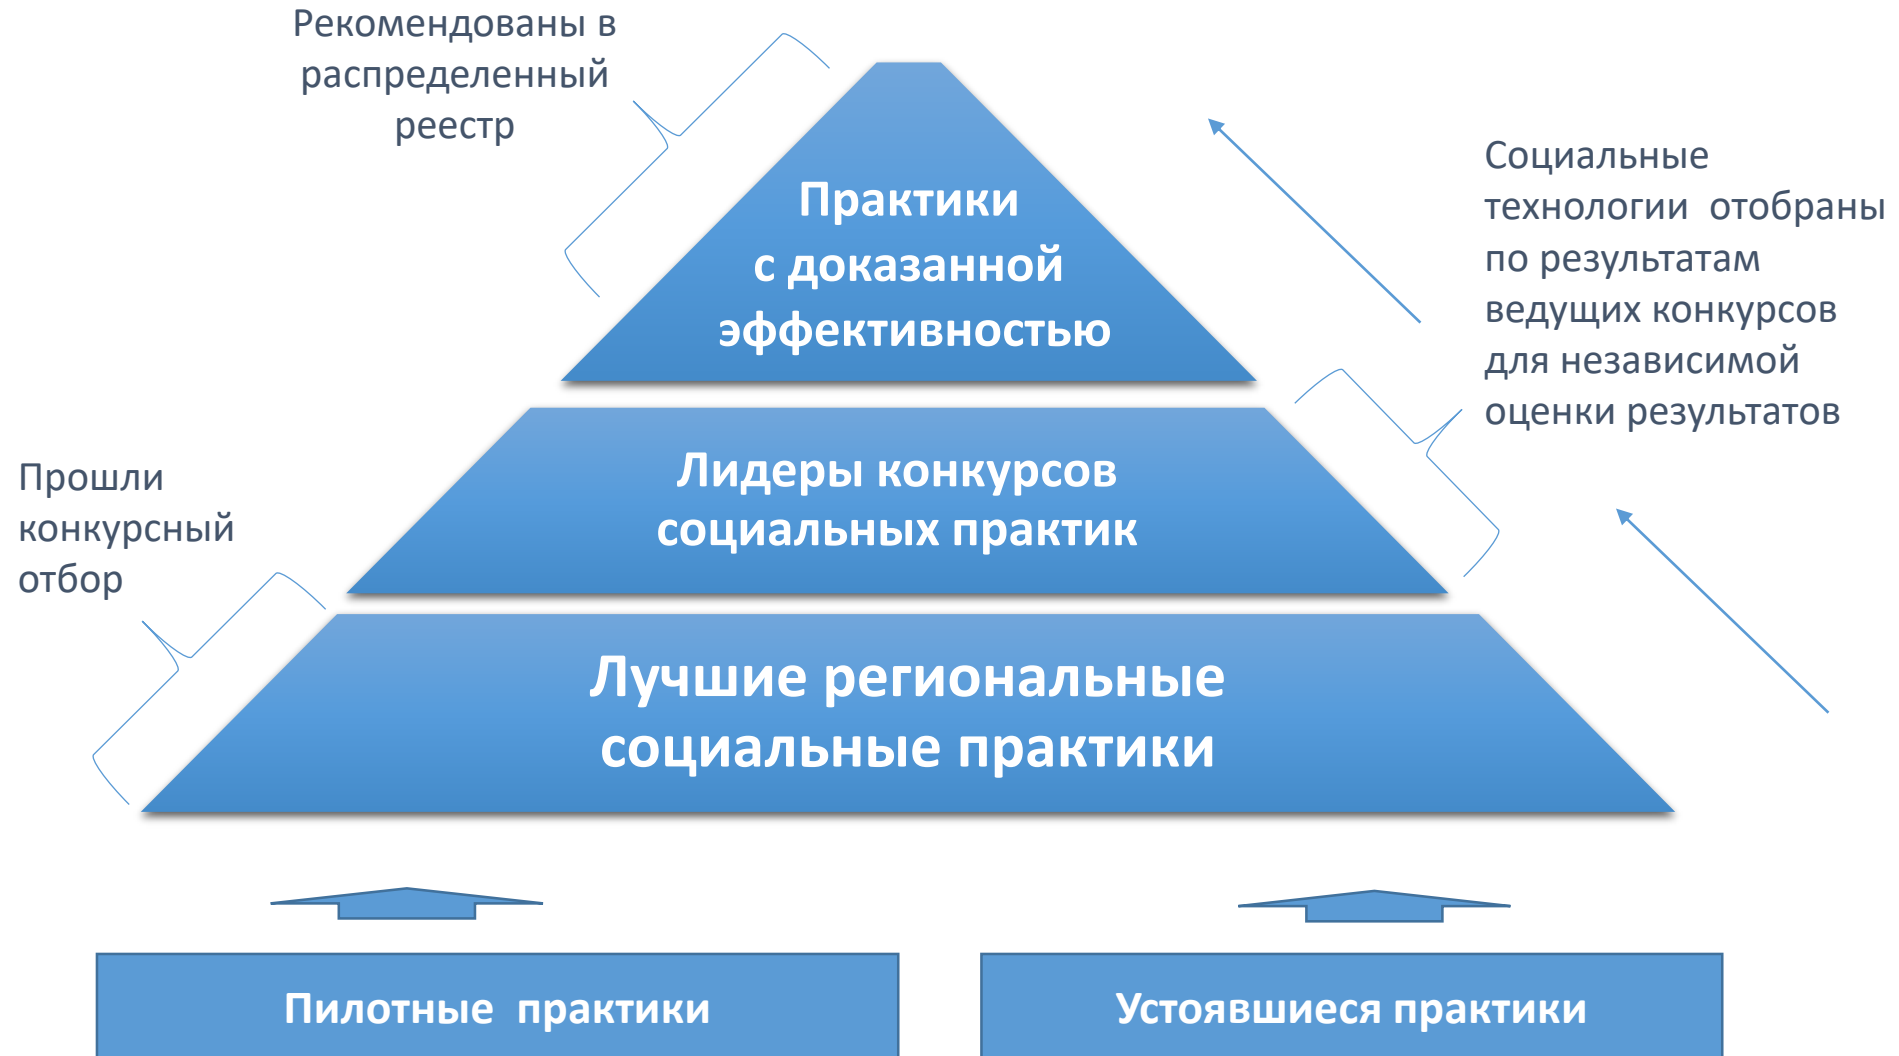 Рекомендованы в
распределенный
реестр
Социальные
технологии  отобраны
по результатам
ведущих конкурсов
для независимой
оценки результатов
Практики
с доказанной
эффективностью
Лидеры конкурсов
социальных практик
Прошли
конкурсный
отбор
Лучшие региональные
социальные практики
Пилотные  практики
Устоявшиеся практики